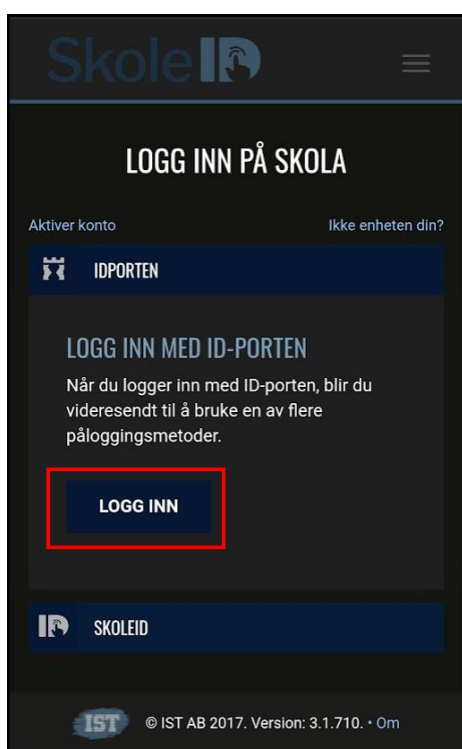 SkoleID
LOGG INN PÅ SKOLA
Aktiver konto
Ikke enheten din?
IDPORTEN
LOGG INN MED ID-PORTEN
Når du logger inn med ID-porten, blir du
videresendt til å bruke en av flere
påloggingsmetoder.
LOGG INN
ID SKOLEID
IST © IST AB 2017. Version: 3.1.710. • Om